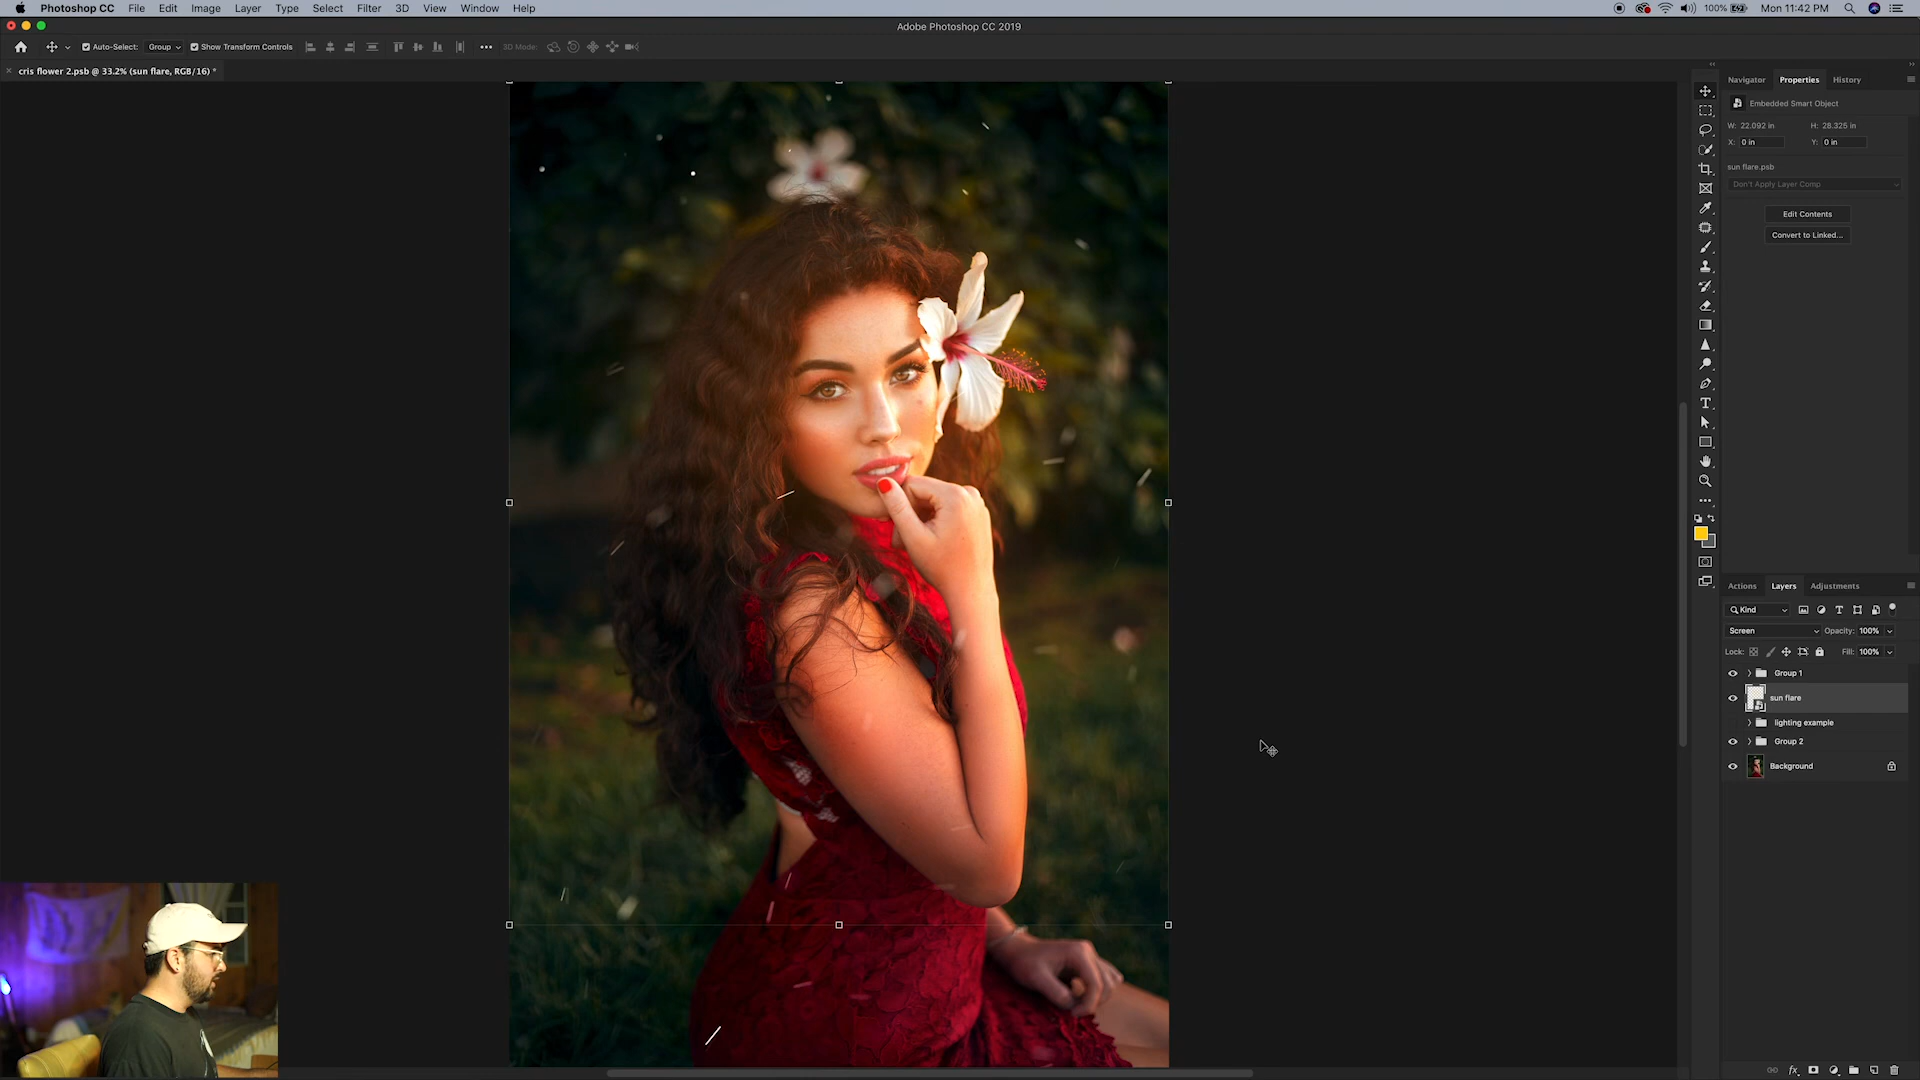 Photoshop CC File Edit Image Layer Type Select Filter 3D View Window Help 100% Mon 11:42 PM
Adobe Photoshop CC 2019
Auto-Select: Group Show Transform Controls 3D Mode:
cris flower 2.psb @ 33.2% (sun flare, RGB/16) *
Navigator Properties History
Embedded Smart Object
W: 22.092 in H: 28.325 in
X: 0 in Y: 0 in
sun flare.psb
Don't Apply Layer Comp
Edit Contents
Convert to Linked...
Actions Layers Adjustments
Kind
Screen Opacity: 100%
Lock: Fill: 100%
Group 1
sun flare
lighting example
Group 2
Background